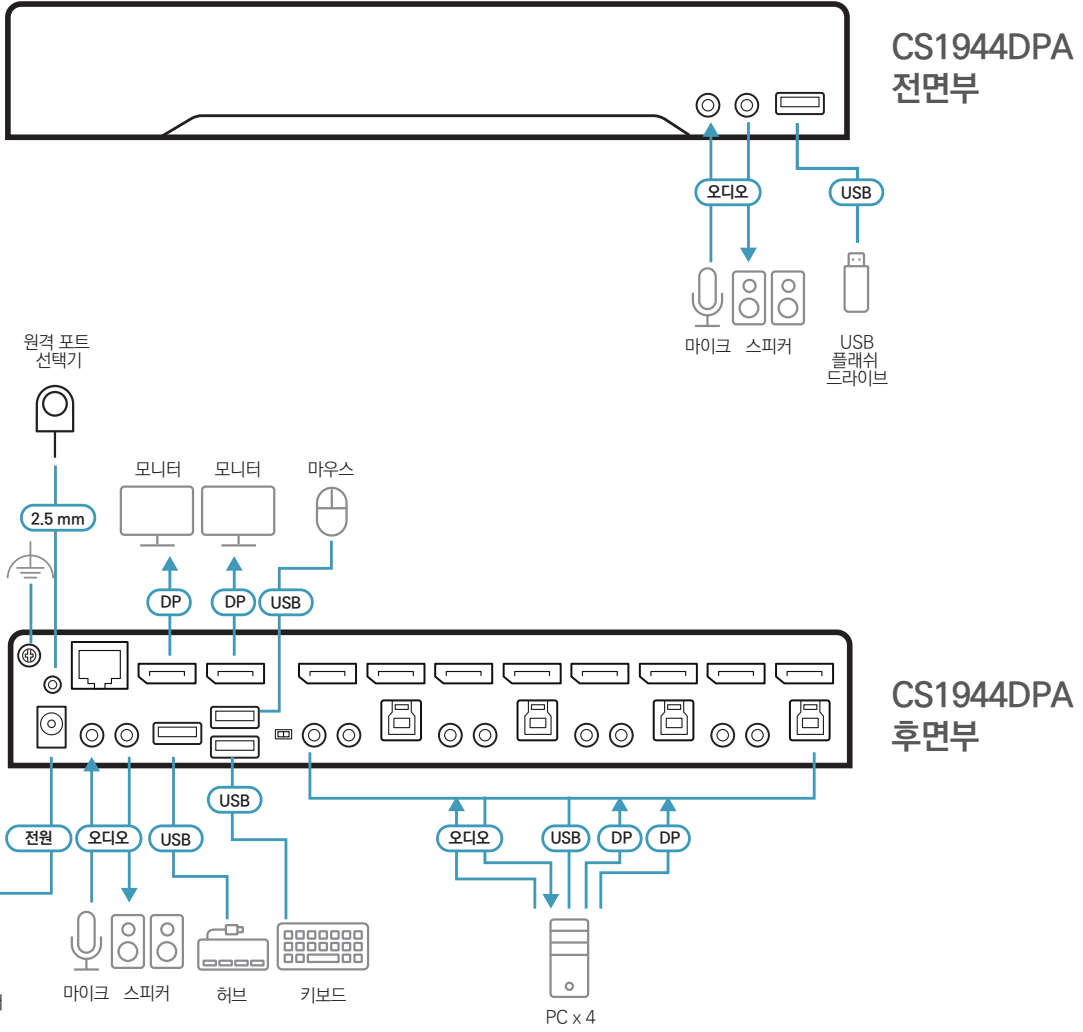 CS1944DPA
전면부
오디오
USB
마이크
스피커
USB
플래쉬
드라이브
원격 포트
선택기
모니터
모니터
마우스
2.5 mm
DP
DP
USB
CS1944DPA
후면부
USB
전원
오디오
USB
오디오
USB
DP
DP
마이크
스피커
허브
키보드
PC x 4